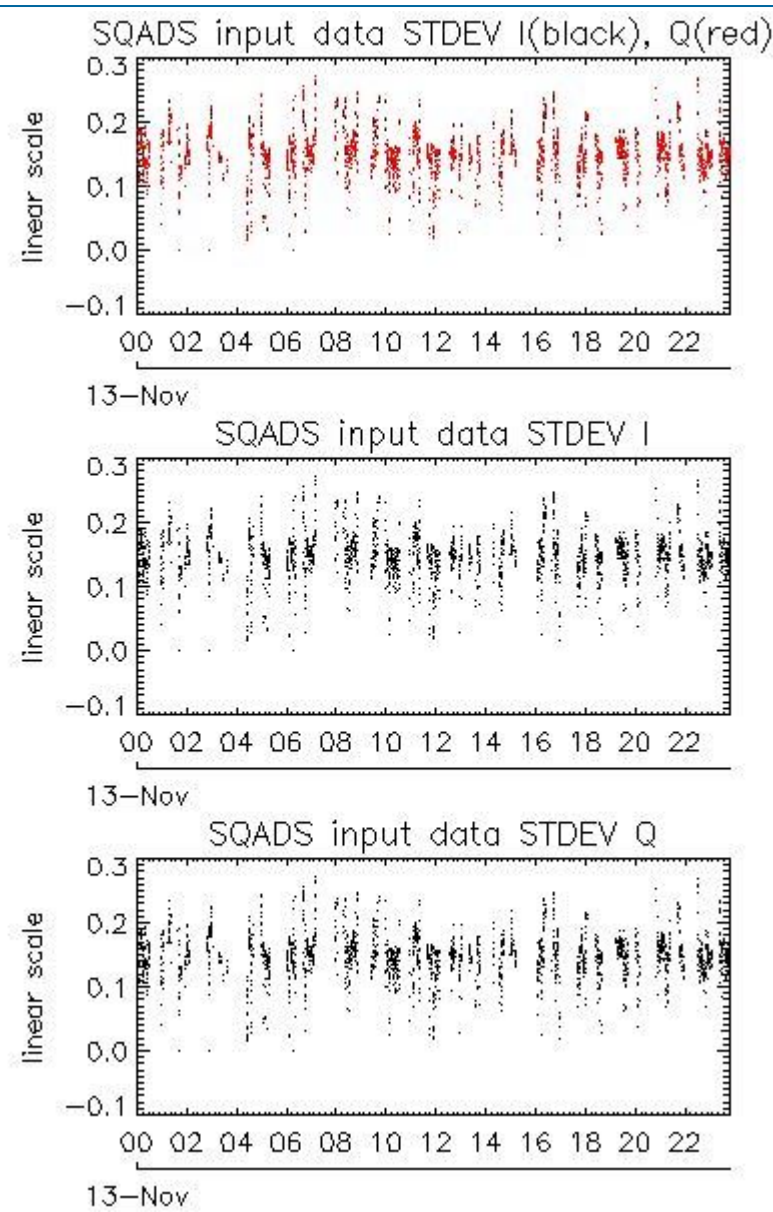 SQADS input data STDEV I(black), Q(red)
0.3
0.2
0.1
0.0
−0.1
linear scale
00 02 04 06 08 10 12 14 16 18 20 22
13−Nov
SQADS input data STDEV I
0.3
0.2
0.1
0.0
−0.1
linear scale
00 02 04 06 08 10 12 14 16 18 20 22
13−Nov
SQADS input data STDEV Q
0.3
0.2
0.1
0.0
−0.1
linear scale
00 02 04 06 08 10 12 14 16 18 20 22
13−Nov